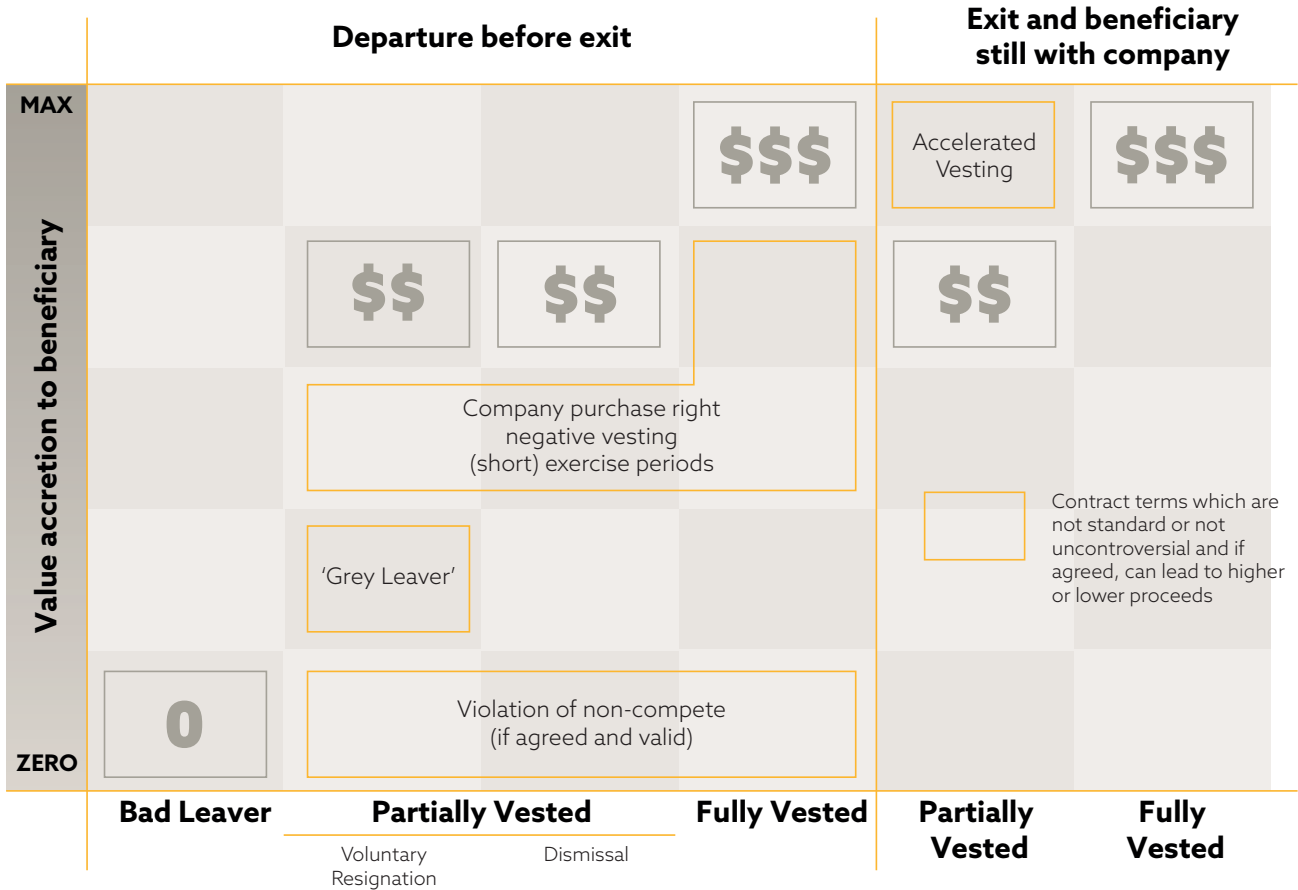 Departure before exit
Exit and beneficiary
still with company
MAX
Value accretion to beneficiary
ZERO
$$$
Accelerated
Vesting
$$$
$$
$$
$$
Company purchase right
negative vesting
(short) exercise periods
Contract terms which are
not standard or not
uncontroversial and if
agreed, can lead to higher
or lower proceeds
'Grey Leaver'
0
Violation of non-compete
(if agreed and valid)
Bad Leaver
Partially Vested
Voluntary
Resignation
Dismissal
Fully Vested
Partially
Vested
Fully
Vested